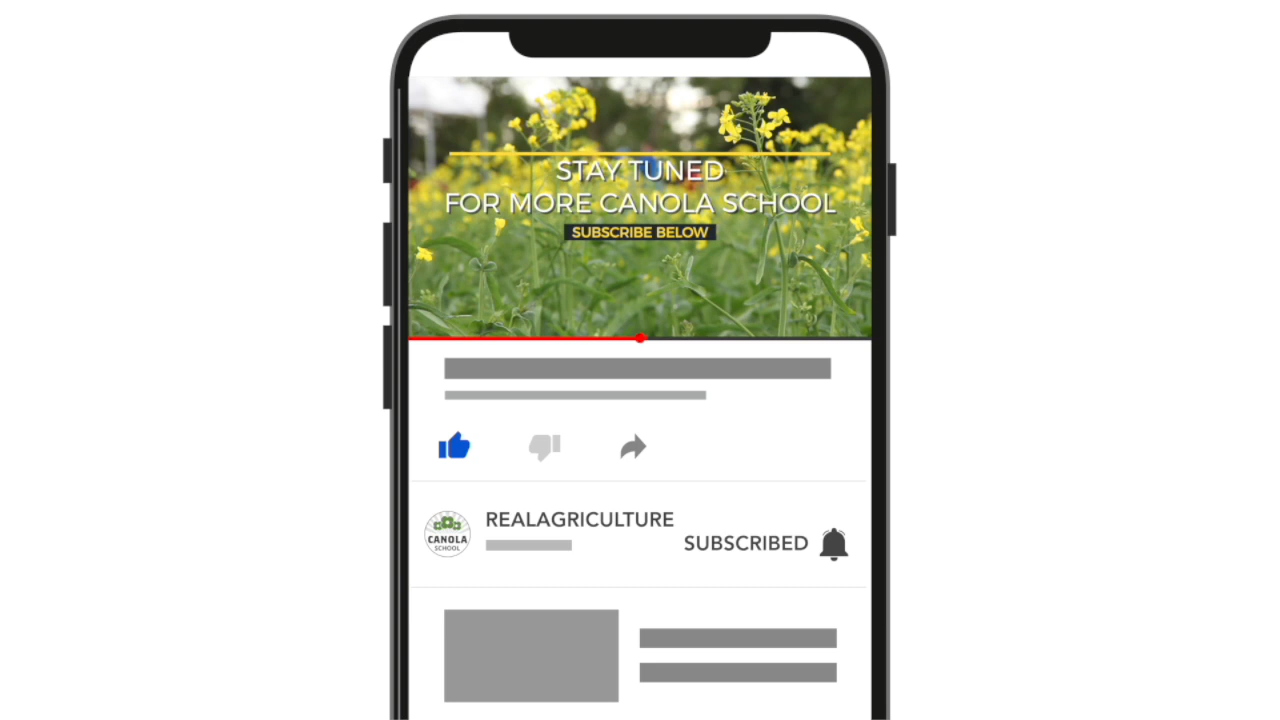 STAY TUNED
FOR MORE CANOLA SCHOOL
SUBSCRIBE BELOW
REALAGRICULTURE
CANOLA
SCHOOL
SUBSCRIBED